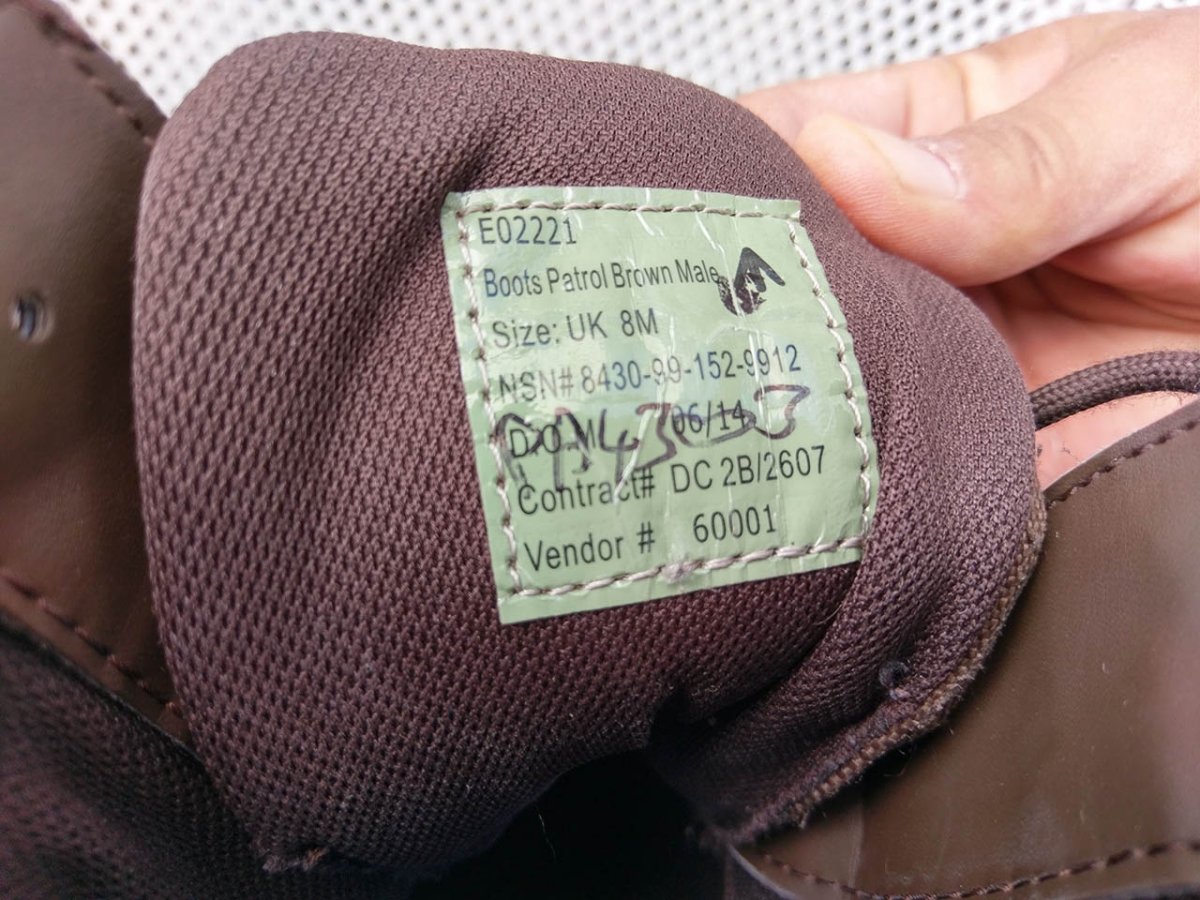 E02221
Boots Patrol Brown Male
Size: UK 8M
NSN# 8430-99-152-9912
D.O.M 06/14
Contract# DC 2B/2607
Vendor # 60001